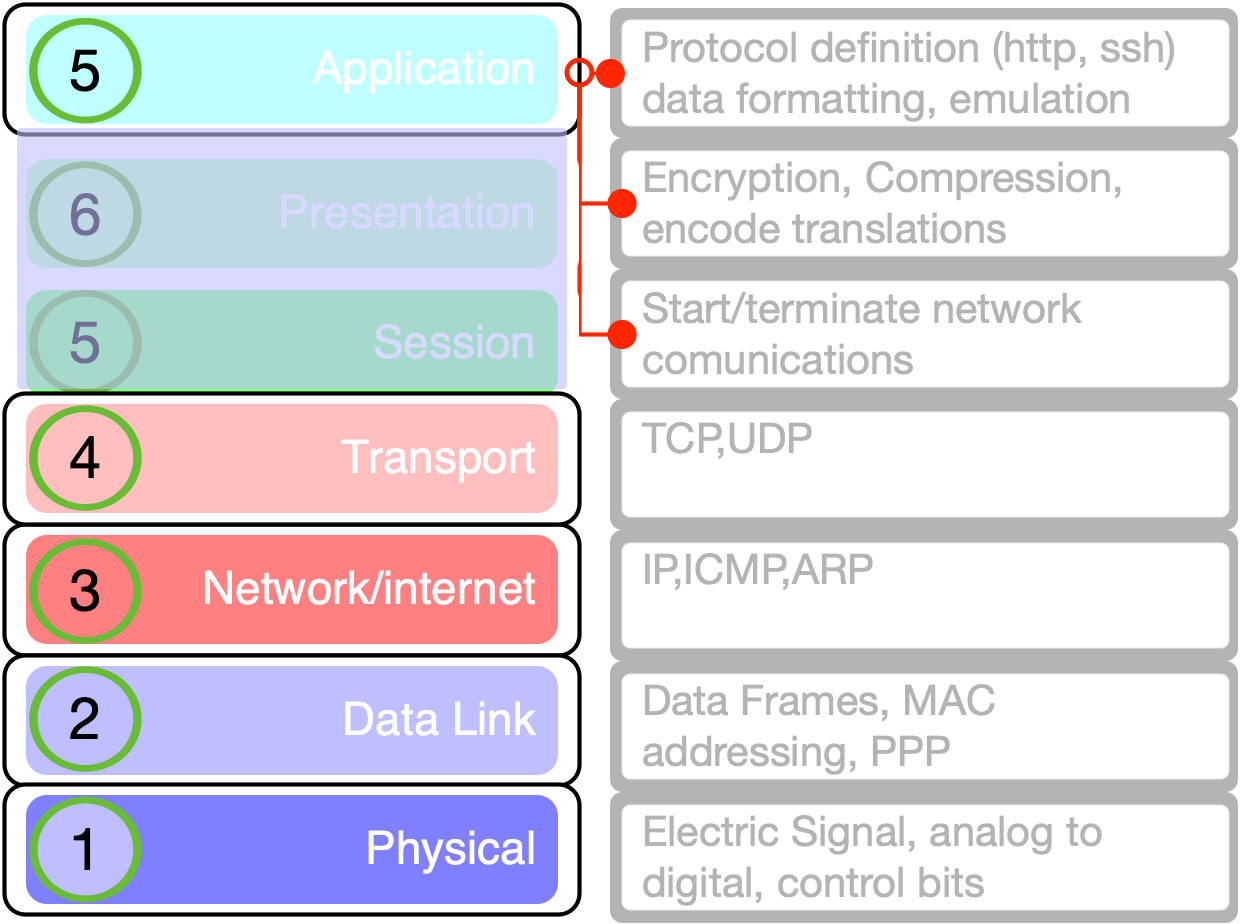 5 Application
Protocol definition (http, ssh)
data formatting, emulation
6 Presentation
Encryption, Compression,
encode translations
5 Session
Start/terminate network
comunications
4 Transport
TCP,UDP
3 Network/internet
IP,ICMP,ARP
2 Data Link
Data Frames, MAC
addressing, PPP
1 Physical
Electric Signal, analog to
digital, control bits